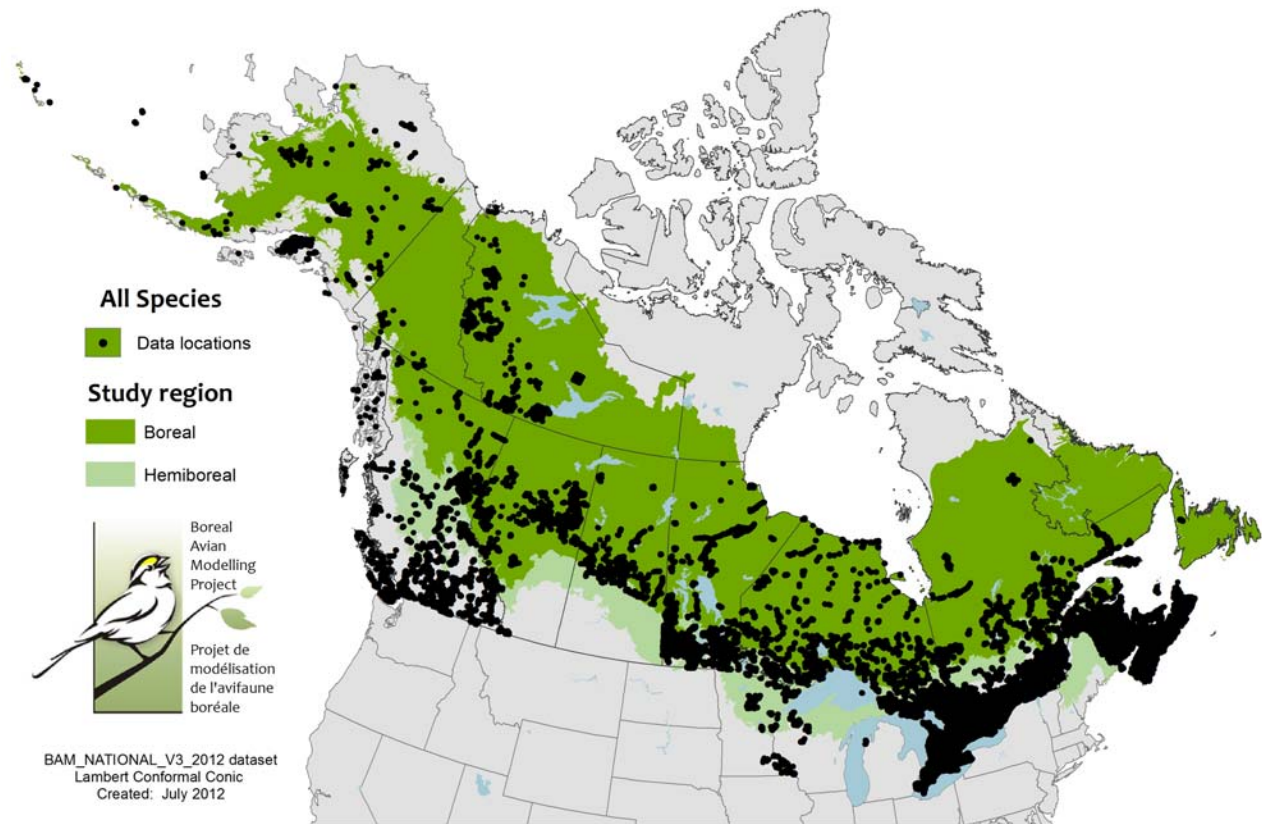 All Species
Data locations
Study region
Boreal
Hemiboreal
Boreal
Avian
Modelling
Project
Projet de
modélisation
de l'avifaune
boréale
BAM_NATIONAL_V3_2012 dataset
Lambert Conformal Conic
Created: July 2012